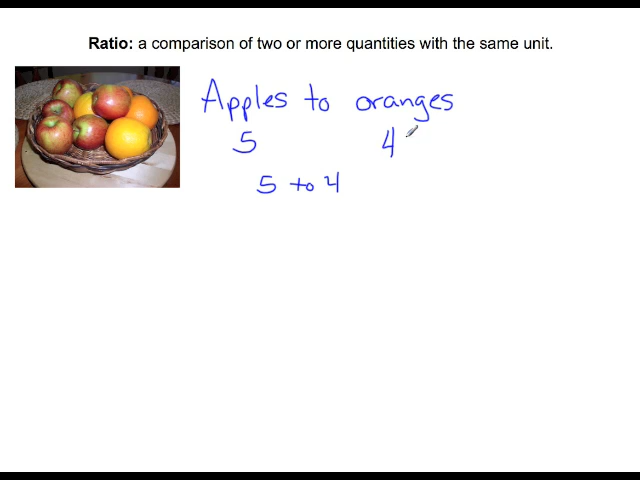 Ratio: a comparison of two or more quantities with the same unit.
Apples to oranges
5 4
5 to 4